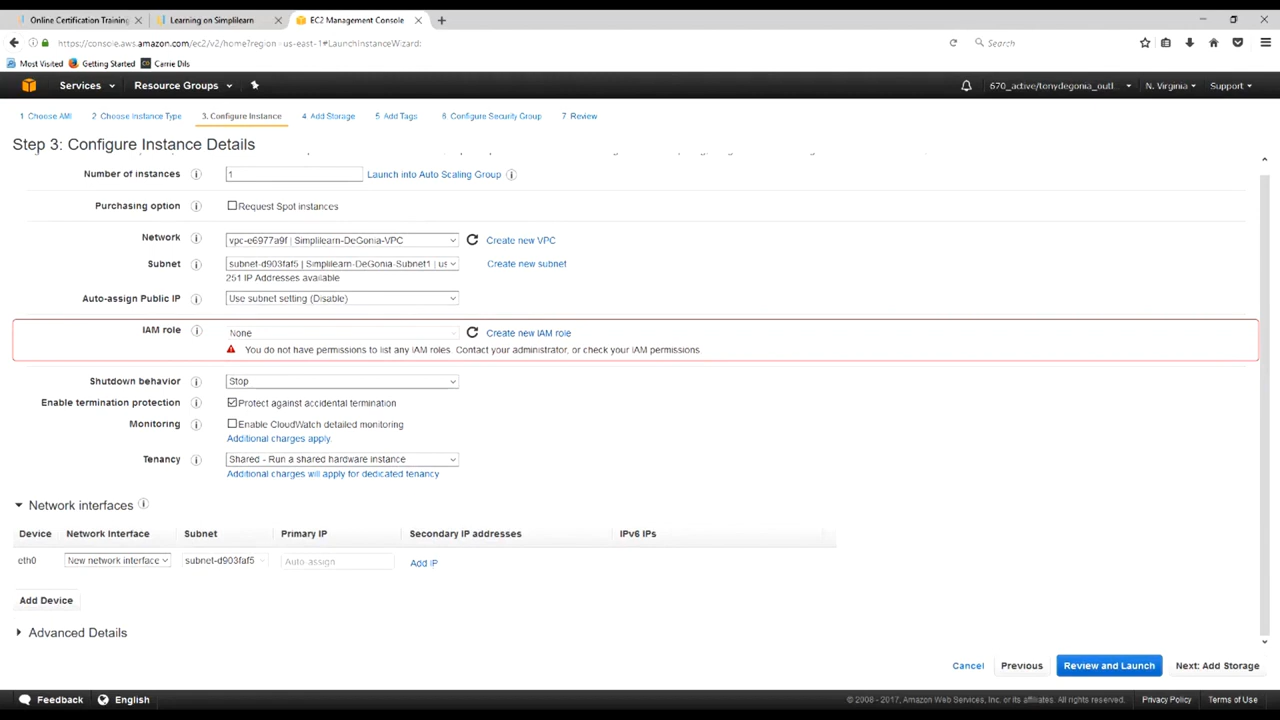 Online Certification Training
Learning on Simplilearn
EC2 Management Console
https://console.aws.amazon.com/ec2/v2/home?region=us-east-1#LaunchInstanceWizard:
Search
Most Visited
Getting Started
Carrie Dils
Services
Resource Groups
670_active/tonydegonia_outl...
N. Virginia
Support
1 Choose AMI
2 Choose Instance Type
3. Configure Instance
4 Add Storage
5 Add Tags
6 Configure Security Group
7 Review
Step 3: Configure Instance Details
Number of instances
1
Launch into Auto Scaling Group
Purchasing option
Request Spot instances
Network
vpc-e6977a9f | Simplilearn-DeGonia-VPC
Create new VPC
Subnet
subnet-d903faf5 | Simplilearn-DeGonia-Subnet1 | us
Create new subnet
251 IP Addresses available
Auto-assign Public IP
Use subnet setting (Disable)
IAM role
None
Create new IAM role
You do not have permissions to list any IAM roles. Contact your administrator, or check your IAM permissions.
Shutdown behavior
Stop
Enable termination protection
Protect against accidental termination
Monitoring
Enable CloudWatch detailed monitoring
Additional charges apply.
Tenancy
Shared - Run a shared hardware instance
Additional charges will apply for dedicated tenancy
Network interfaces
Device
Network Interface
Subnet
Primary IP
Secondary IP addresses
IPv6 IPs
eth0
New network interface
subnet-d903faf5
Auto-assign
Add IP
Add Device
Advanced Details
Cancel
Previous
Review and Launch
Next: Add Storage
Feedback
English
© 2008 - 2017, Amazon Web Services, Inc. or its affiliates. All rights reserved.
Privacy Policy
Terms of Use